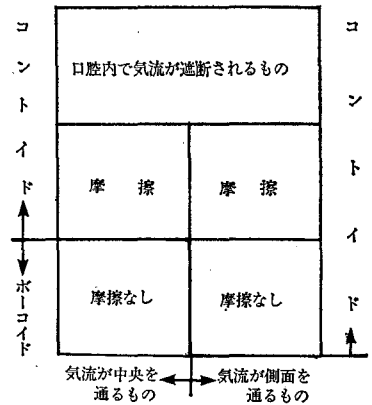 コントイド
コントイド
口腔内で気流が遮断されるもの
摩擦
摩擦
ボーコイド
摩擦なし
摩擦なし
気流が中央を
通るもの
気流が側面を
通るもの